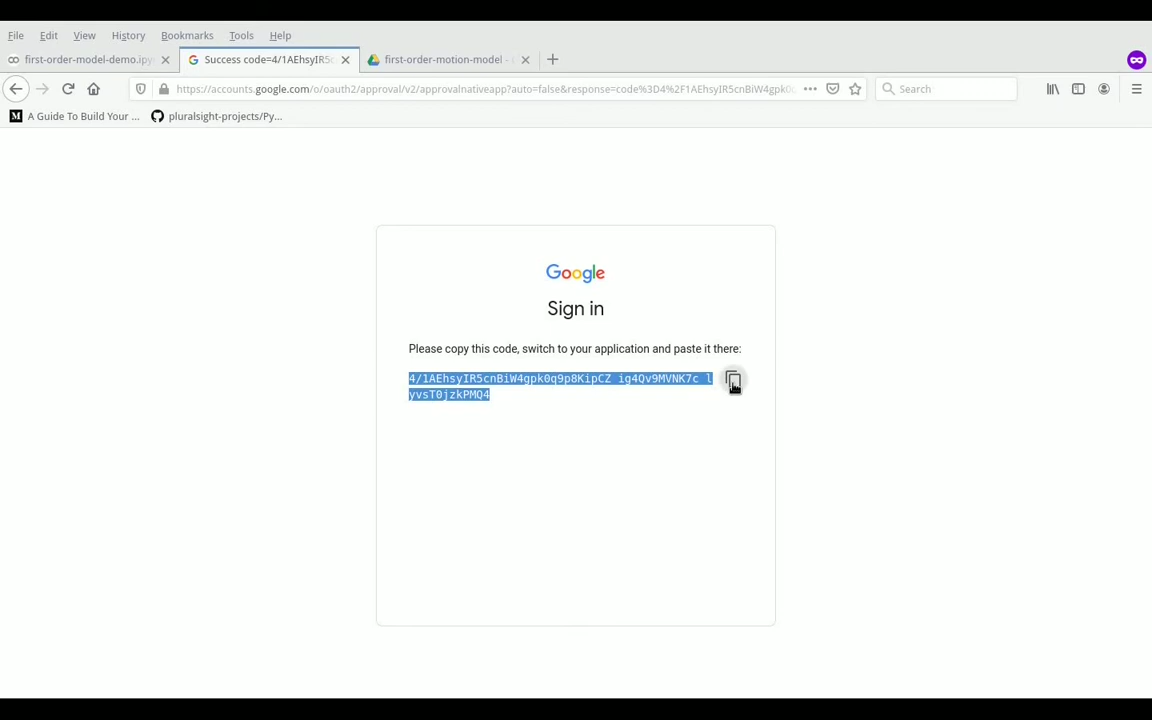 File Edit View History Bookmarks Tools Help
first-order-model-demo.ipy Success code=4/1AEhsyIR5c first-order-motion-model -
https://accounts.google.com/o/oauth2/approval/v2/approvalnativeapp?auto=false&response=code%3D4%2F1AEhsyIR5cnBiW4gpk0 Search
A Guide To Build Your ... pluralsight-projects/Py...
Google
Sign in
Please copy this code, switch to your application and paste it there:
4/1AEhsyIR5cnBiW4gpk0q9p8KipCZ_ig4Qv9MVNK7c_l
yvsT0jzkPMQ4